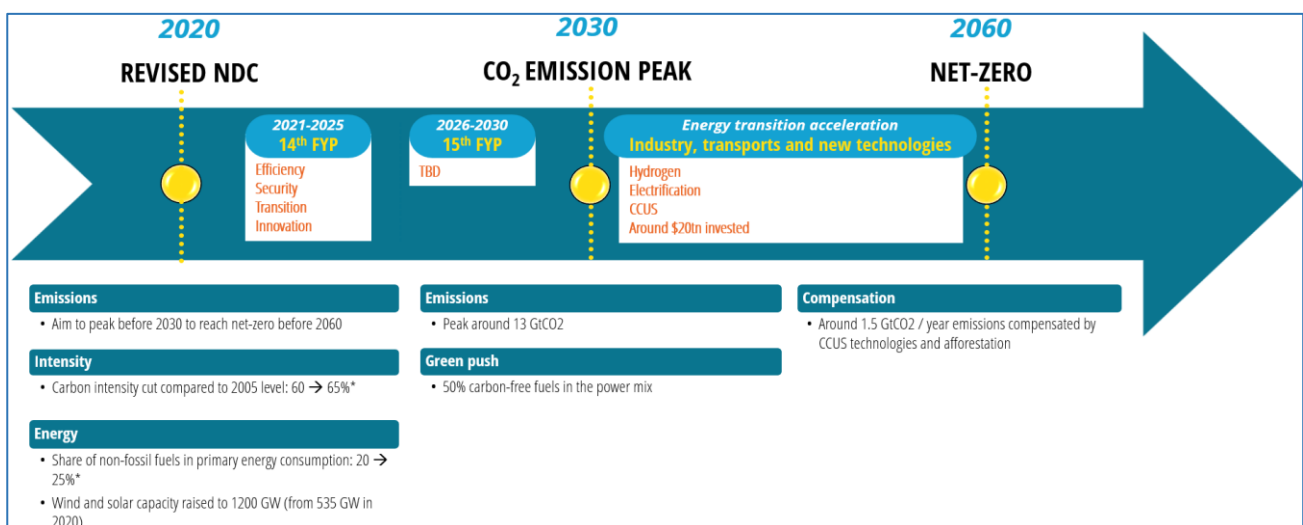 2020
REVISED NDC
2030
CO₂ EMISSION PEAK
2060
NET-ZERO
2021-2025
14th FYP
Efficiency
Security
Transition
Innovation
2026-2030
15th FYP
TBD
Energy transition acceleration
Industry, transports and new technologies
Hydrogen
Electrification
CCUS
Around $20tn invested
Emissions
• Aim to peak before 2030 to reach net-zero before 2060
Intensity
• Carbon intensity cut compared to 2005 level: 60 → 65%*
Energy
• Share of non-fossil fuels in primary energy consumption: 20 →
25%*
• Wind and solar capacity raised to 1200 GW (from 535 GW in
2020)
Emissions
• Peak around 13 GtCO2
Green push
• 50% carbon-free fuels in the power mix
Compensation
• Around 1.5 GtCO2 / year emissions compensated by
CCUS technologies and afforestation